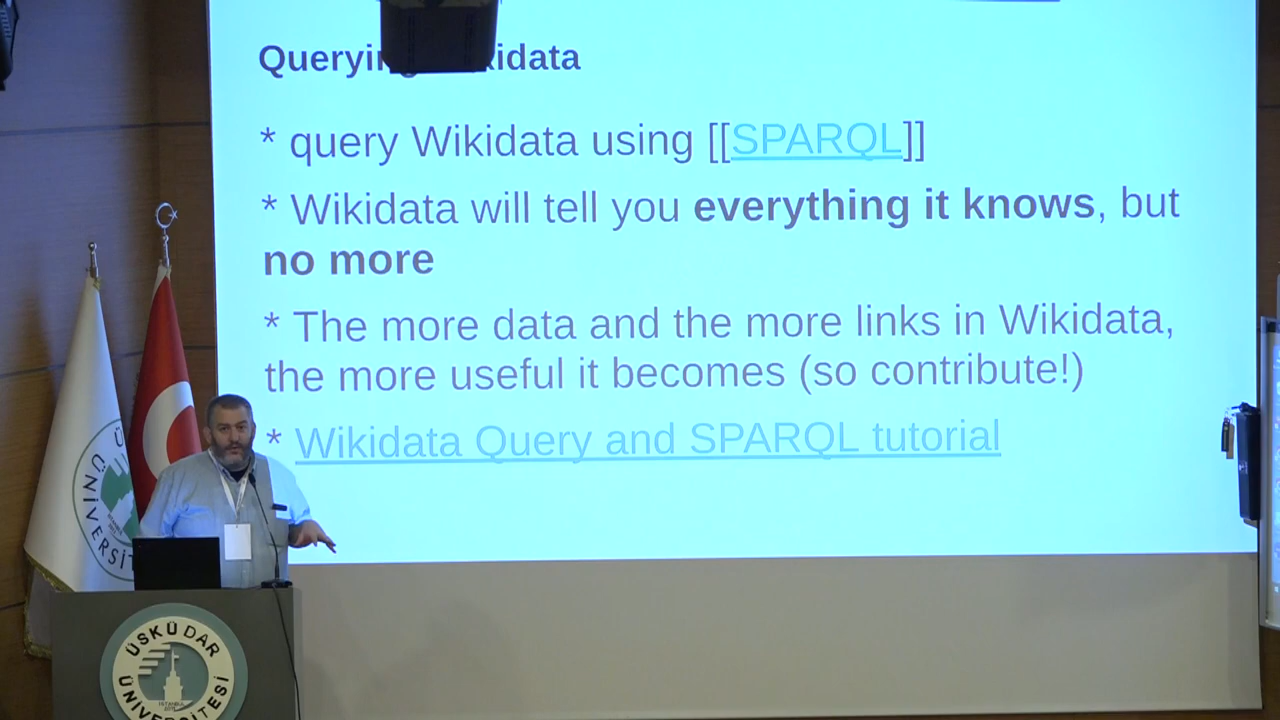 * query Wikidata using [[SPARQL]]
* Wikidata will tell you everything it knows, but
no more
* The more data and the more links in Wikidata,
the more useful it becomes (so contribute!)
* Wikidata Query and SPARQL tutorial
ÜSKÜDAR
ÜNİVERSİTESİ
İSTANBUL